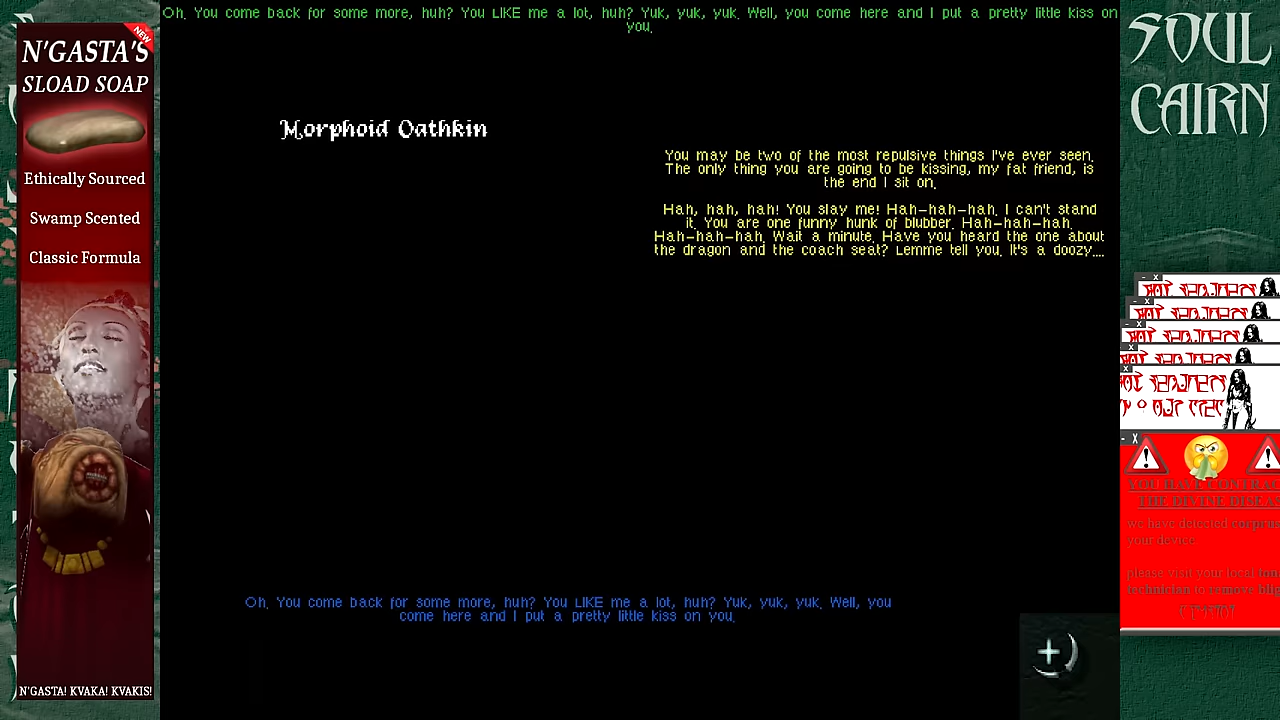 Oh. You come back for some more, huh? You LIKE me a lot, huh? Yuk, yuk, yuk. Well, you come here and I put a pretty little kiss on
you.
NEW
N'GASTA'S
SLOAD SOAP
Ethically Sourced
Swamp Scented
Classic Formula
N'GASTA! KVAKA! KVAKIS!
Morphoid Oathkin
You may be two of the most repulsive things I've ever seen.
The only thing you are going to be kissing, my fat friend, is
the end I sit on.
Hah, hah, hah! You slay me! Hah-hah-hah. I can't stand
it. You are one funny hunk of blubber. Hah-hah-hah.
Hah-hah-hah. Wait a minute. Have you heard the one about
the dragon and the coach seat? Lemme tell you. It's a doozy....
Oh. You come back for some more, huh? You LIKE me a lot, huh? Yuk, yuk, yuk. Well, you
come here and I put a pretty little kiss on you.
SOUL
CAIRN
- X
- X
- X
X
X
- X
YOU HAVE CONTRAC
THE DIVINE DISEAS
we have detected corprus
your device
please visit your local
technician to remove